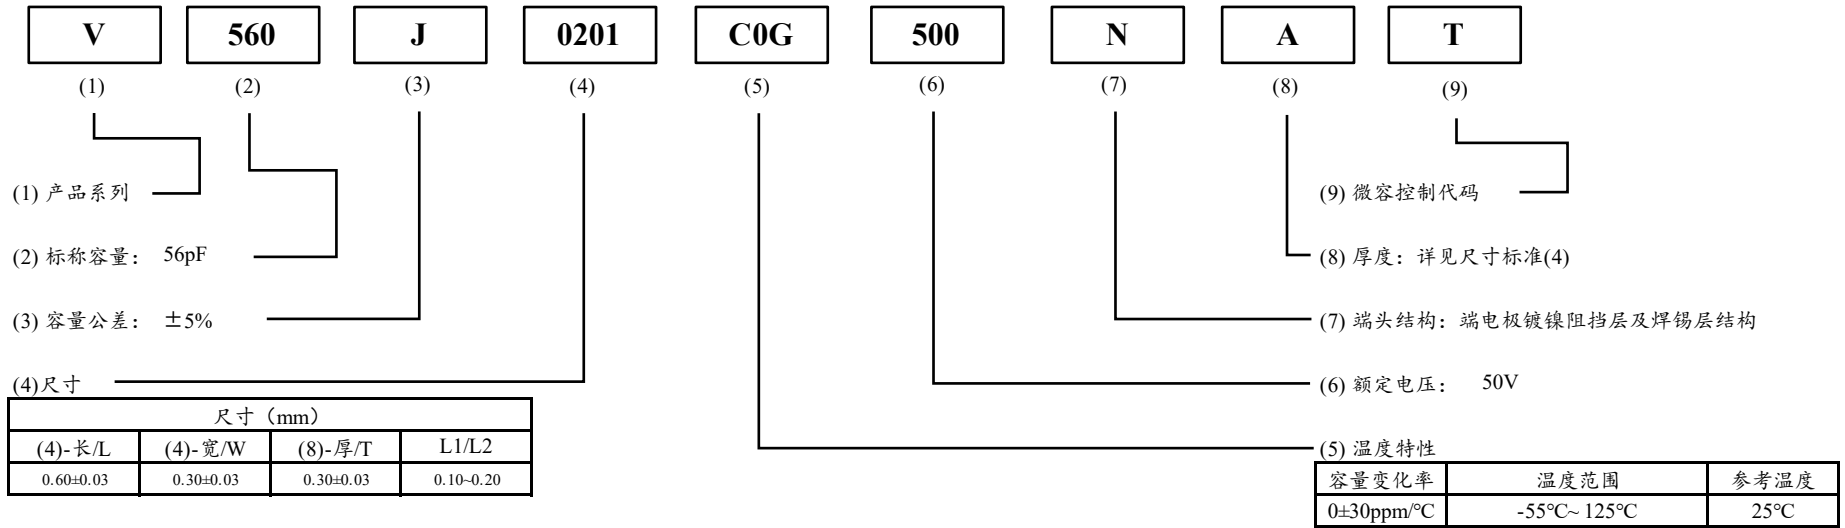 V 560 J 0201 C0G 500 N A T
(1) (2) (3) (4) (5) (6) (7) (8) (9)
(1) 产品系列
(9) 微容控制代码
(2) 标称容量： 56pF
(8) 厚度：详见尺寸标准(4)
(3) 容量公差： ±5%
(7) 端头结构：端电极镀镍阻挡层及焊锡层结构
(4)尺寸
(6) 额定电压： 50V
尺寸（mm）
(4)-长/L (4)-宽/W (8)-厚/T L1/L2
0.60±0.03 0.30±0.03 0.30±0.03 0.10~0.20
(5) 温度特性
容量变化率 温度范围 参考温度
0±30ppm/°C -55°C~ 125°C 25°C